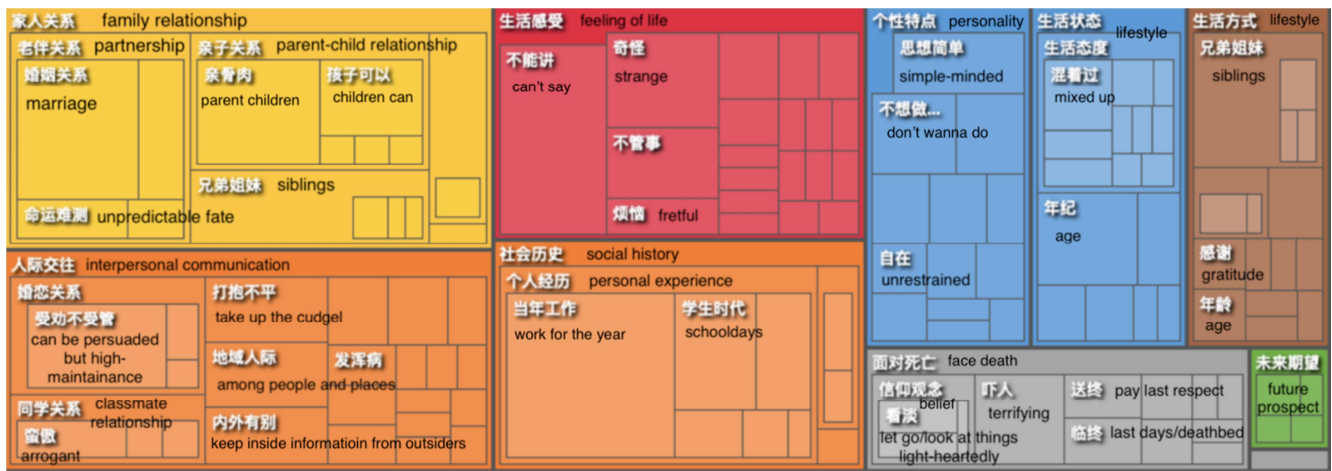 家人关系 family relationship
老伴关系 partnership
婚姻关系
marriage
命运难测 unpredictable fate
亲子关系 parent-child relationship
亲骨肉
parent children
孩子可以
children can
兄弟姐妹 siblings
生活感受 feeling of life
不能讲
can't say
奇怪
strange
不管事
烦恼 fretful
个性特点 personality
思想简单
simple-minded
不想做...
don't wanna do
自在
unrestrained
生活状态
lifestyle
生活态度
混着过
mixed up
年纪
age
生活方式 lifestyle
兄弟姐妹
siblings
感谢
gratitude
年龄
age
人际交往 interpersonal communication
婚恋关系
受劝不受管
can be persuaded
but high-
maintainance
同学关系 classmate
relationship
蛮傲
arrogant
打抱不平
take up the cudgel
地域人际
among people and places
发浑病
内外有别
keep inside informatioin from outsiders
社会历史 social history
个人经历 personal experience
当年工作
work for the year
学生时代
schooldays
面对死亡 face death
信仰观念
belief
看淡
let go/look at things
light-heartedly
吓人
terrifying
送终 pay last respect
临终 last days/deathbed
未来期望
future
prospect